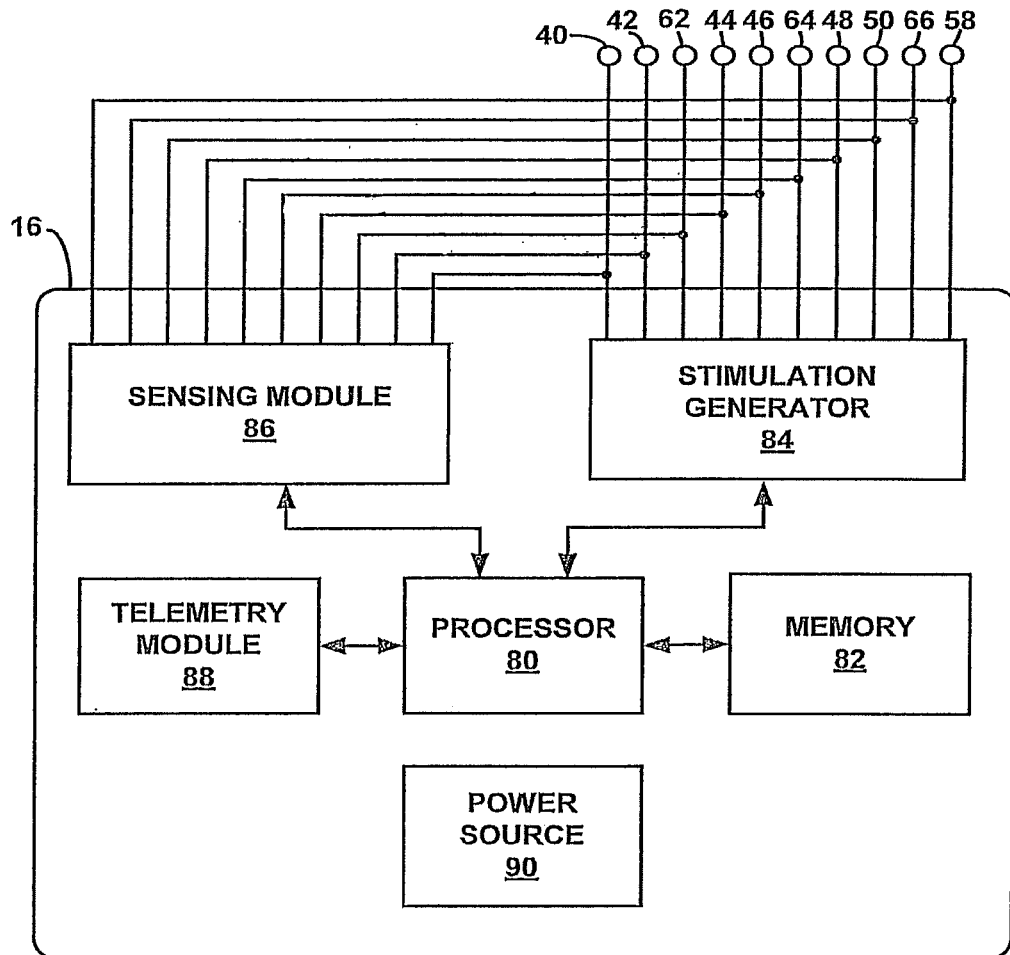 40 42 62 44 46 64 48 50 66 58
16
SENSING MODULE
86
STIMULATION
GENERATOR
84
TELEMETRY
MODULE
88
PROCESSOR
80
MEMORY
82
POWER
SOURCE
90